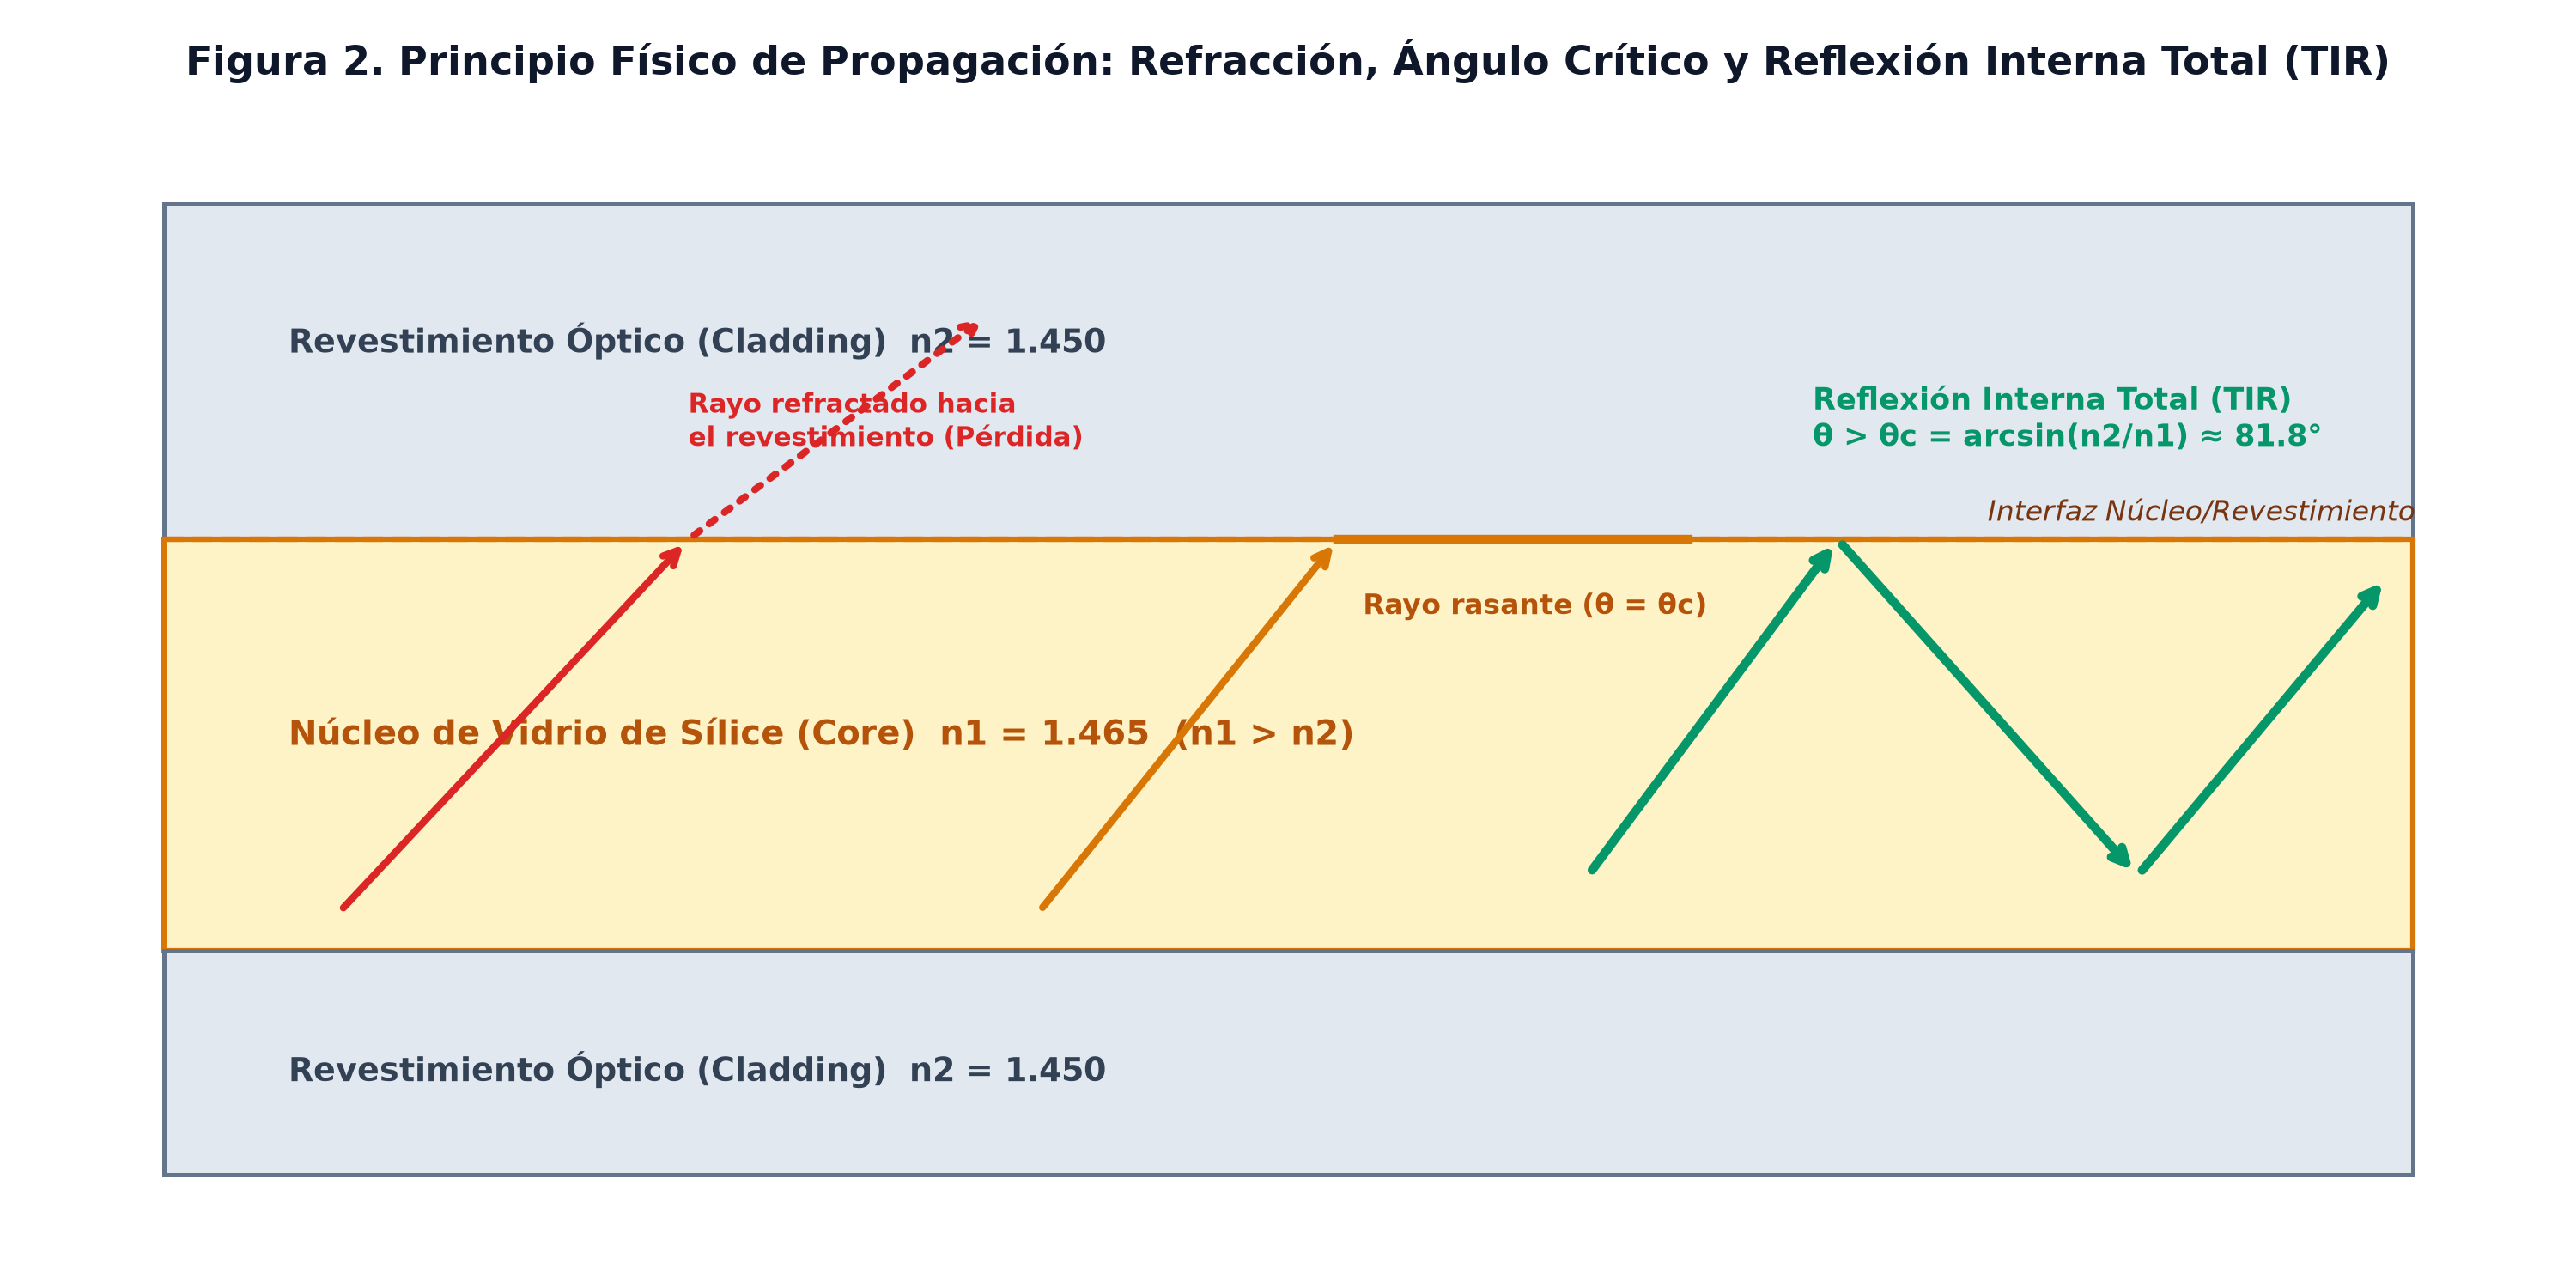 Figura 2. Principio Físico de Propagación: Refracción, Ángulo Crítico y Reflexión Interna Total (TIR)
Revestimiento Óptico (Cladding)  n2 = 1.450
Rayo refractado hacia
el revestimiento (Pérdida)
Reflexión Interna Total (TIR)
θ > θc = arcsin(n2/n1) ≈ 81.8°
Interfaz Núcleo/Revestimiento
Rayo rasante (θ = θc)
Núcleo de Vidrio de Sílice (Core)  n1 = 1.465  (n1 > n2)
Revestimiento Óptico (Cladding)  n2 = 1.450